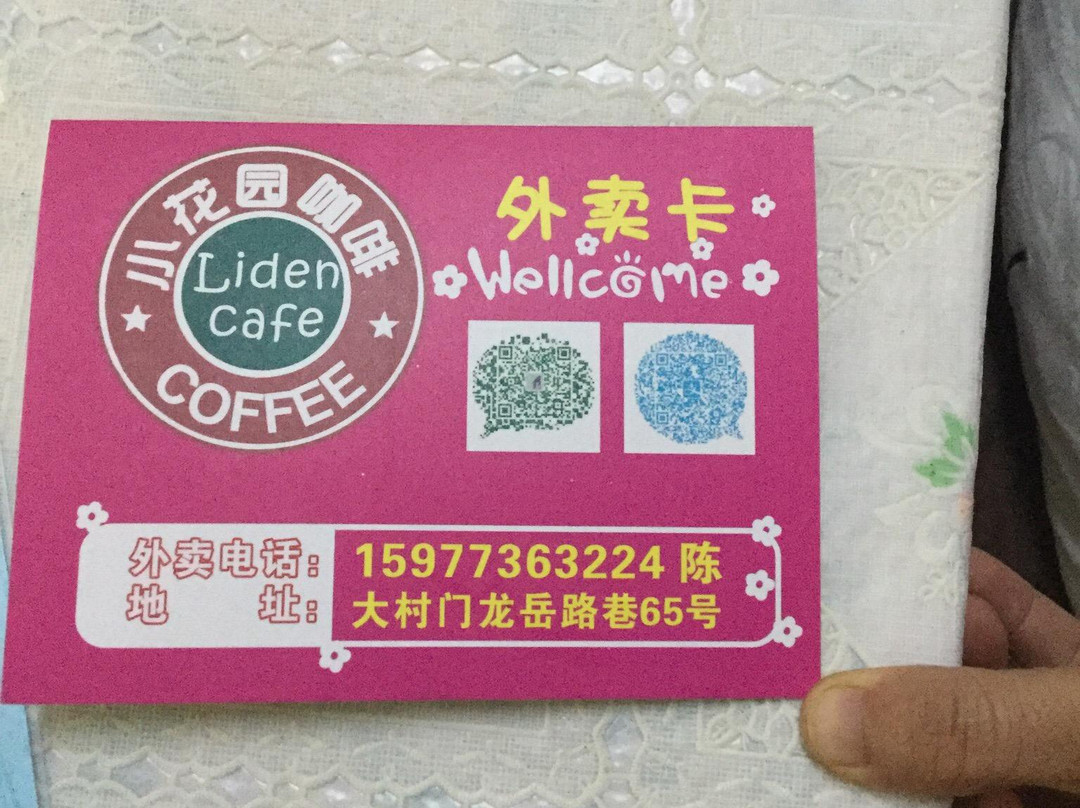 小花园咖啡
Liden
cafe
COFFEE
外卖卡
Wellcome
外卖电话: 15977363224 陈
地 址: 大村门龙岳路巷65号